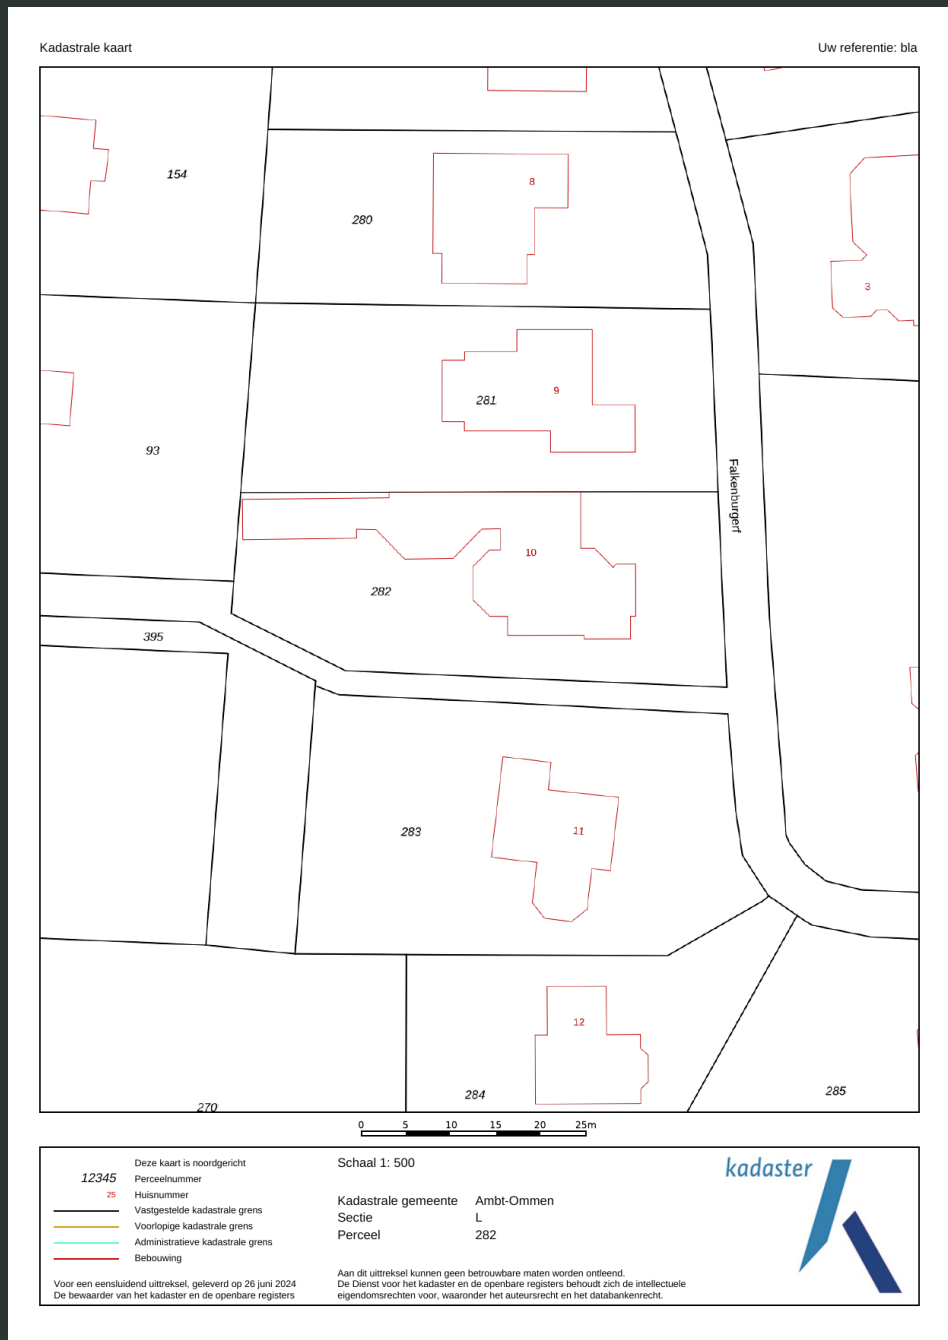 Kadastrale kaart
Uw referentie: bla
154
280
8
3
281
9
93
Falkenburgerf
10
282
395
283
11
12
284
285
270
0 5 10 15 20 25m
Deze kaart is noordgericht
12345 Perceelnummer
25 Huisnummer
Vastgestelde kadastrale grens
Voorlopige kadastrale grens
Administratieve kadastrale grens
Bebouwing
Voor een eensluidend uittreksel, geleverd op 26 juni 2024
De bewaarder van het kadaster en de openbare registers
Schaal 1: 500
Kadastrale gemeente Ambt-Ommen
Sectie L
Perceel 282
Aan dit uittreksel kunnen geen betrouwbare maten worden ontleend.
De Dienst voor het kadaster en de openbare registers behoudt zich de intellectuele
eigendomsrechten voor, waaronder het auteursrecht en het databankenrecht.
kadaster